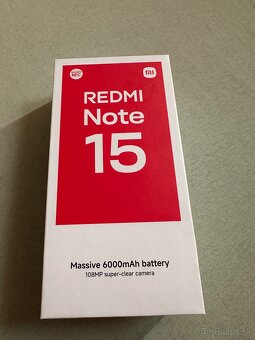 REDMI
Note
15
Massive 6000mAh battery
108MP super-clear camera